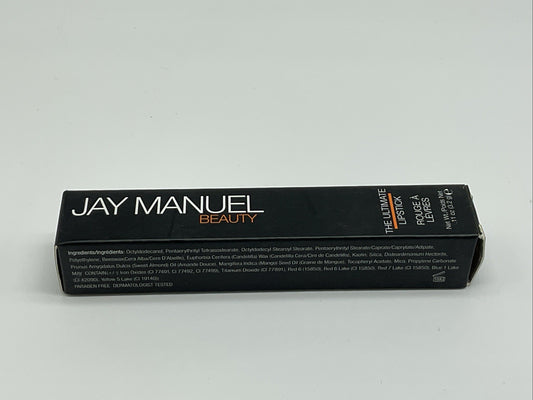 JAY MANUEL
BEAUTY
THE ULTIMATE
LIPSTICK
ROUGE À
LÈVRES
Net. Wt./Poids Net
.11 oz (3.2 g) e
Ingredients/Ingrédients: Octyldodecanol, Pentaerythrityl Tetraisostearate, Octyldodecyl Stearoyl Stearate, Pentaerythrityl Stearate/Caprate/Caprylate/Adipate,
Polyethylene, Beeswax(Cera Alba/Cire D'Abeille), Euphorbia Cerifera (Candelilla) Wax (Candelilla Cera/Cire de Candelilla), Kaolin, Silica, Disteardimonium Hectorite,
Prunus Amygdalus Dulcis (Sweet Almond) Oil (Amande Douce), Mangifera Indica (Mango) Seed Oil (Graine de Mangue), Tocopheryl Acetate, Mica, Propylene Carbonate
MAY CONTAIN: +/- Iron Oxides (CI 77491, CI 77492, CI 77499), Titanium Dioxide (CI 77891), Red 6 (15850), Red 6 Lake (CI 15850), Red 7 Lake (CI 15850), Blue 1 Lake
(CI 42090), Yellow 5 Lake (CI 19140)
PARABEN FREE DERMATOLOGIST TESTED